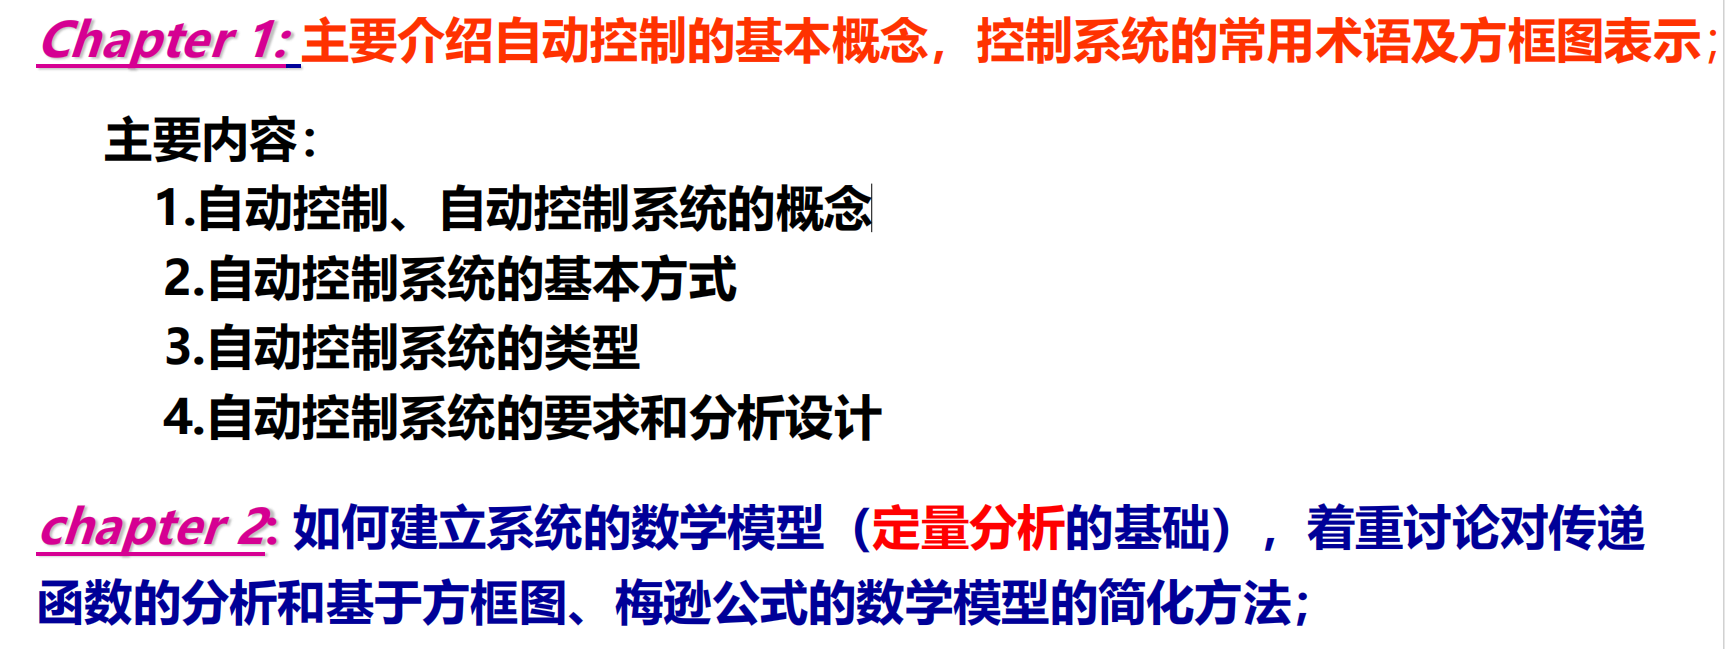 Chapter 1: 主要介绍自动控制的基本概念，控制系统的常用术语及方框图表示；
主要内容：
1.自动控制、自动控制系统的概念
2.自动控制系统的基本方式
3.自动控制系统的类型
4.自动控制系统的要求和分析设计
chapter 2: 如何建立系统的数学模型（定量分析的基础），着重讨论对传递
函数的分析和基于方框图、梅逊公式的数学模型的简化方法；